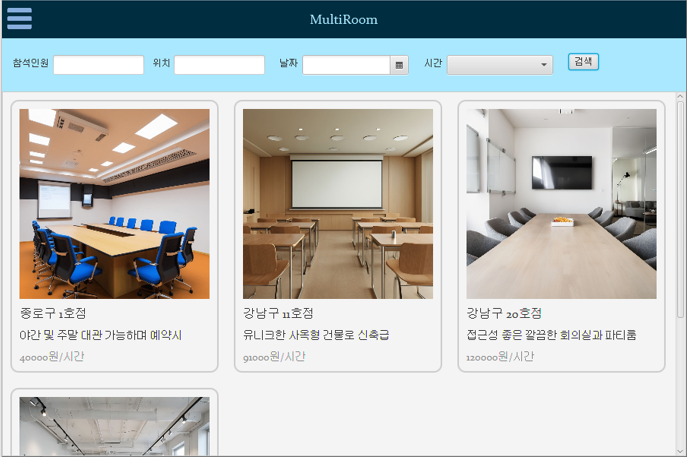 MultiRoom
참석인원 위치 날짜 시간 검색
종로구 1호점
야간 및 주말 대관 가능하며 예약시
40000원/시간
강남구 11호점
유니크한 사옥형 건물로 신축급
91000원/시간
강남구 20호점
접근성 좋은 깔끔한 회의실과 파티룸
120000원/시간